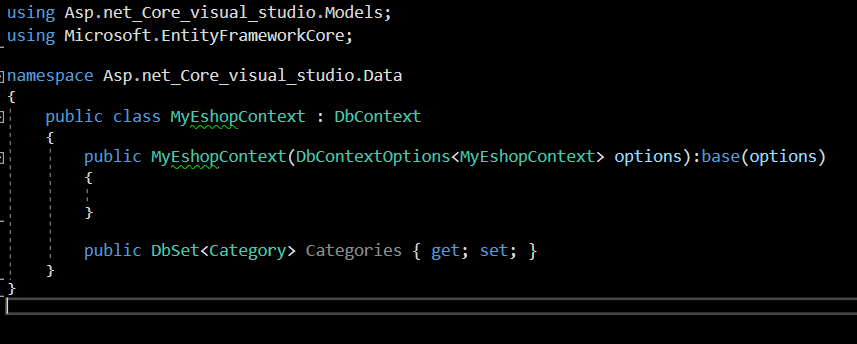 using Asp.net_Core_visual_studio.Models;
using Microsoft.EntityFrameworkCore;
namespace Asp.net_Core_visual_studio.Data
{
public class MyEshopContext : DbContext
{
public MyEshopContext(DbContextOptions<MyEshopContext> options):base(options)
{
}
public DbSet<Category> Categories { get; set; }
}
}